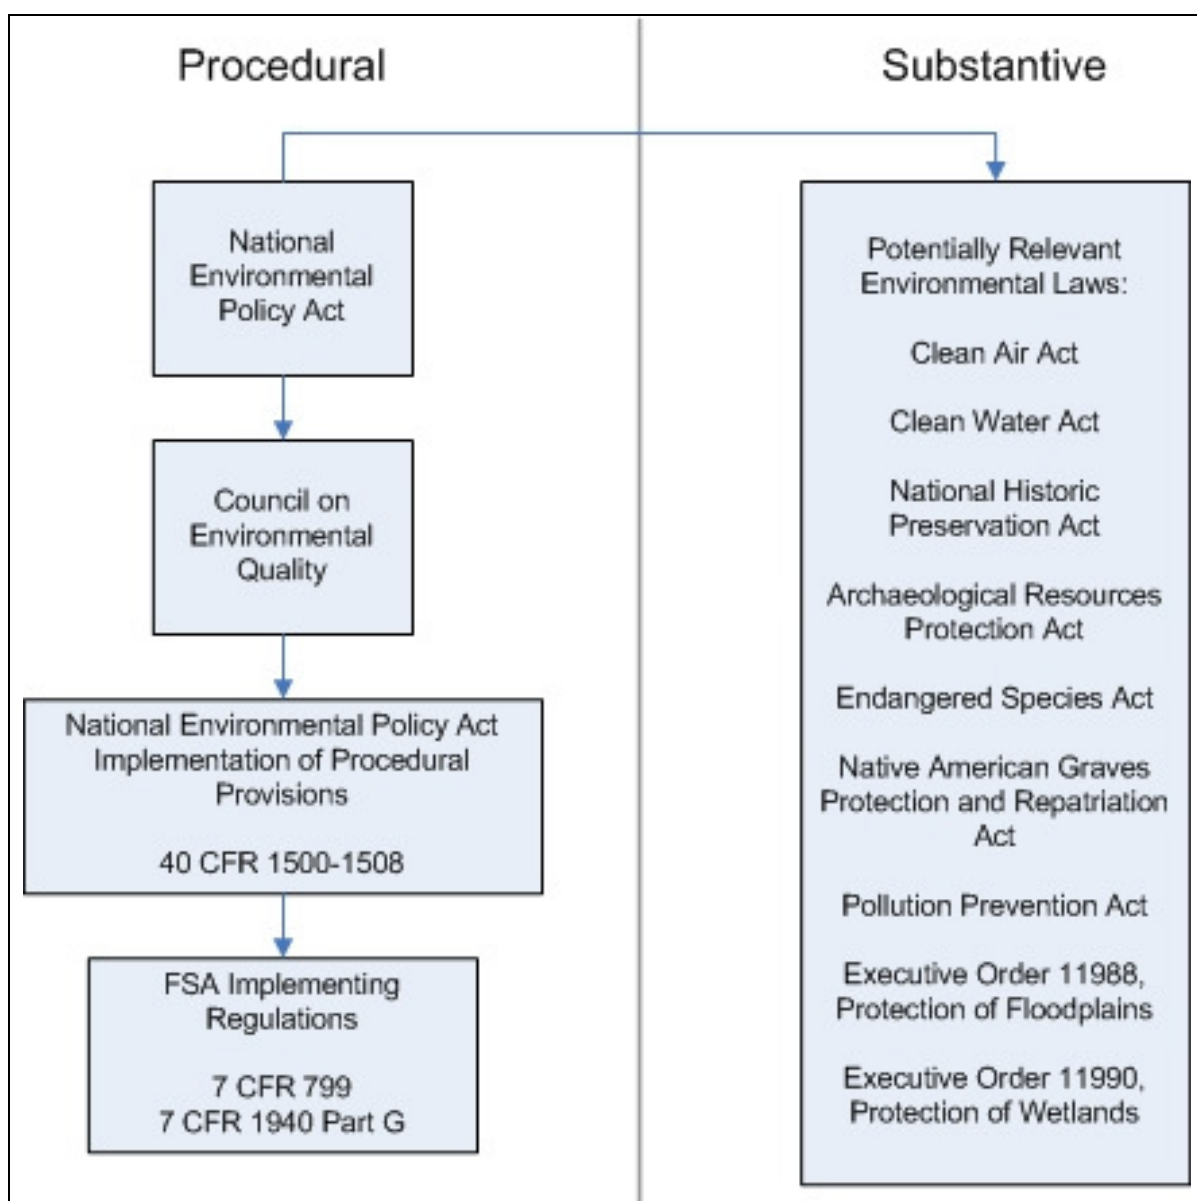 Procedural
National
Environmental
Policy Act
Council on
Environmental
Quality
National Environmental Policy Act
Implementation of Procedural
Provisions
40 CFR 1500-1508
FSA Implementing
Regulations
7 CFR 799
7 CFR 1940 Part G
Substantive
Potentially Relevant
Environmental Laws:
Clean Air Act
Clean Water Act
National Historic
Preservation Act
Archaeological Resources
Protection Act
Endangered Species Act
Native American Graves
Protection and Repatriation
Act
Pollution Prevention Act
Executive Order 11988,
Protection of Floodplains
Executive Order 11990,
Protection of Wetlands